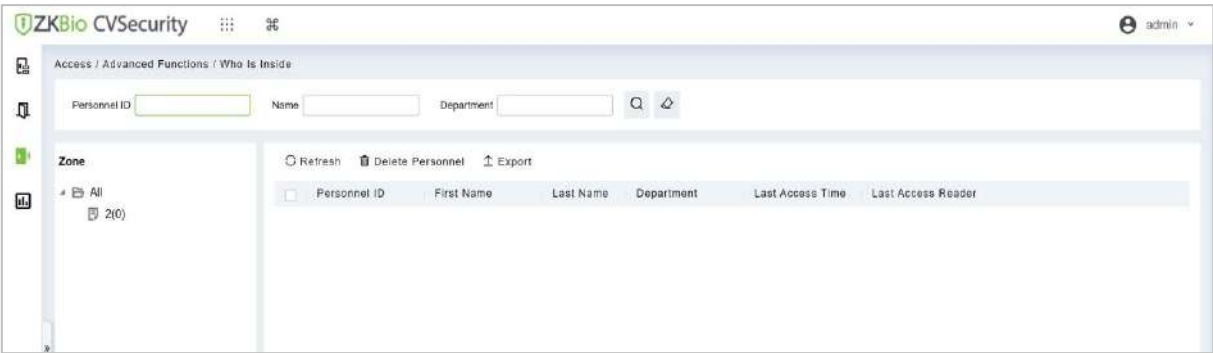 ZKBio CVSecurity admin
Access / Advanced Functions / Who Is Inside
Personnel ID Name Department
Zone
Refresh Delete Personnel Export
All
Personnel ID First Name Last Name Department Last Access Time Last Access Reader
2(0)